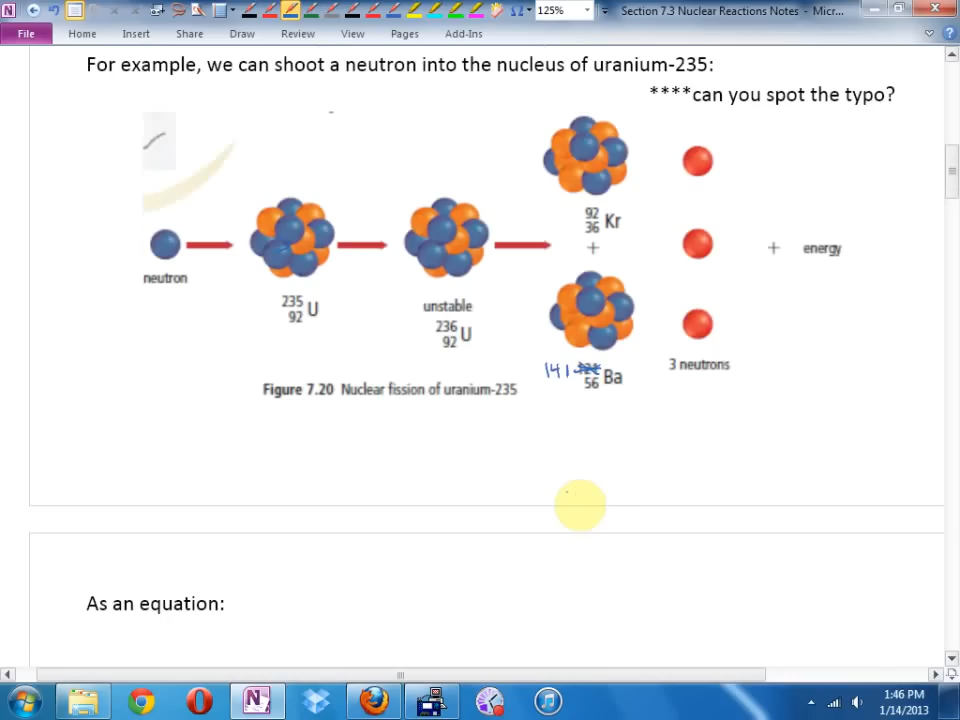 125%
Section 7.3 Nuclear Reactions Notes - Micr...
File Home Insert Share Draw Review View Pages Add-Ins
For example, we can shoot a neutron into the nucleus of uranium-235:
****can you spot the typo?
neutron
235
92 U
unstable
236
92 U
92
36 Kr
+
141
56 Ba
3 neutrons
+ energy
Figure 7.20 Nuclear fission of uranium-235
As an equation:
1:46 PM
1/14/2013